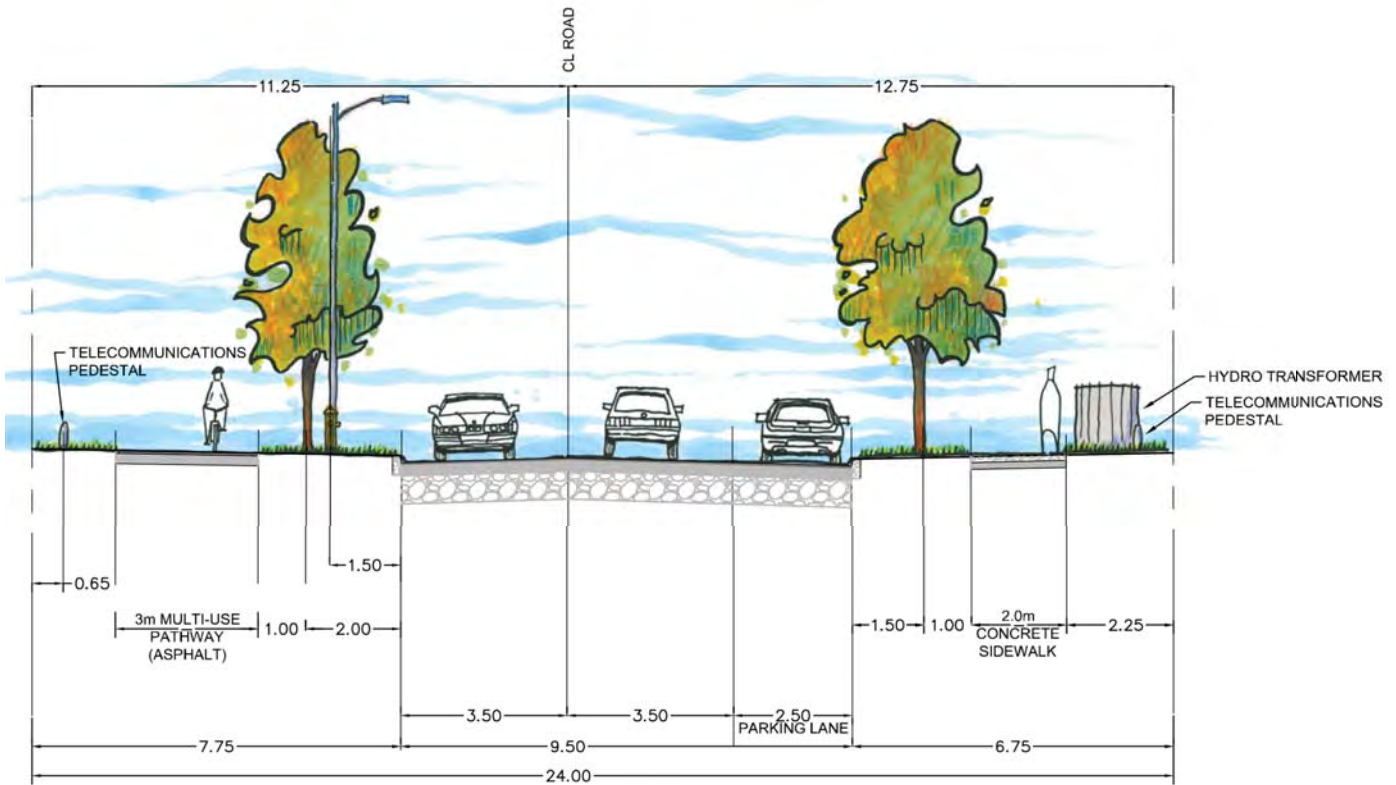 CL ROAD
11.25
12.75
TELECOMMUNICATIONS
PEDESTAL
HYDRO TRANSFORMER
TELECOMMUNICATIONS
PEDESTAL
1.50
0.65
3m MULTI-USE
PATHWAY
(ASPHALT)
1.00
2.00
1.50
1.00
2.0m
CONCRETE
SIDEWALK
2.25
3.50
3.50
2.50
PARKING LANE
7.75
9.50
6.75
24.00